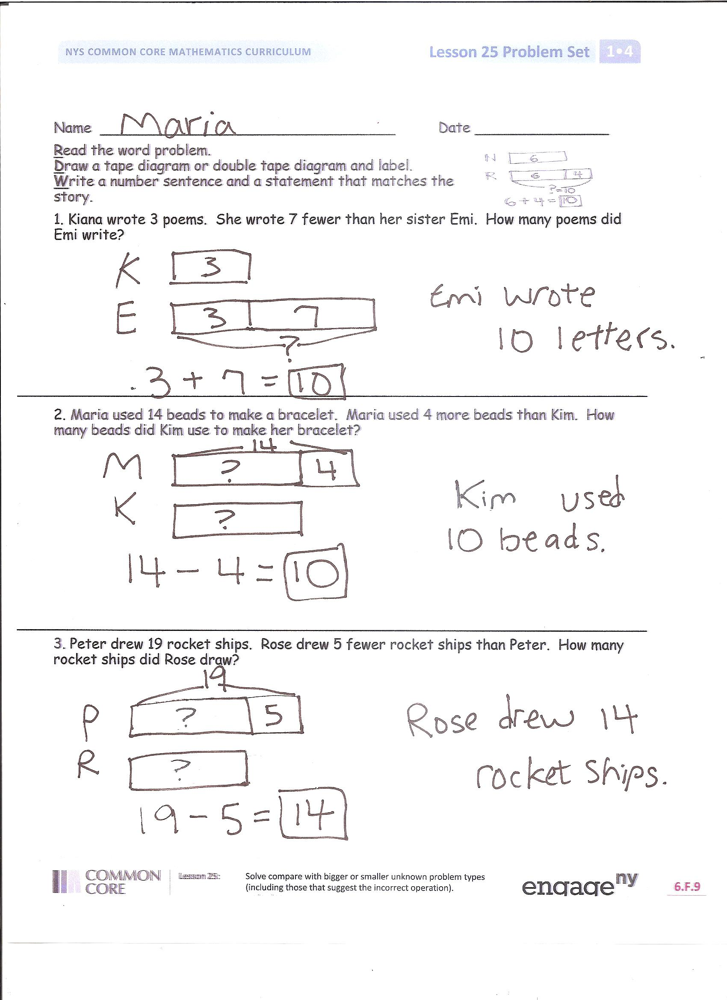 NYS COMMON CORE MATHEMATICS CURRICULUM
Lesson 25 Problem Set 1•4
Name Maria
Date
Read the word problem.
Draw a tape diagram or double tape diagram and label.
Write a number sentence and a statement that matches the
story.
N 6
R 6 4
?=10
6 + 4 = 10
1. Kiana wrote 3 poems. She wrote 7 fewer than her sister Emi. How many poems did
Emi write?
K 3
E 3 7
?
3 + 7 = 10
Emi wrote
10 letters.
2. Maria used 14 beads to make a bracelet. Maria used 4 more beads than Kim. How
many beads did Kim use to make her bracelet?
14
M ? 4
K ?
14 - 4 = 10
Kim used
10 beads.
3. Peter drew 19 rocket ships. Rose drew 5 fewer rocket ships than Peter. How many
rocket ships did Rose draw?
19
P ? 5
R ?
19 - 5 = 14
Rose drew 14
rocket ships.
COMMON
CORE
Lesson 25:
Solve compare with bigger or smaller unknown problem types
(including those that suggest the incorrect operation).
engage ny
6.F.9